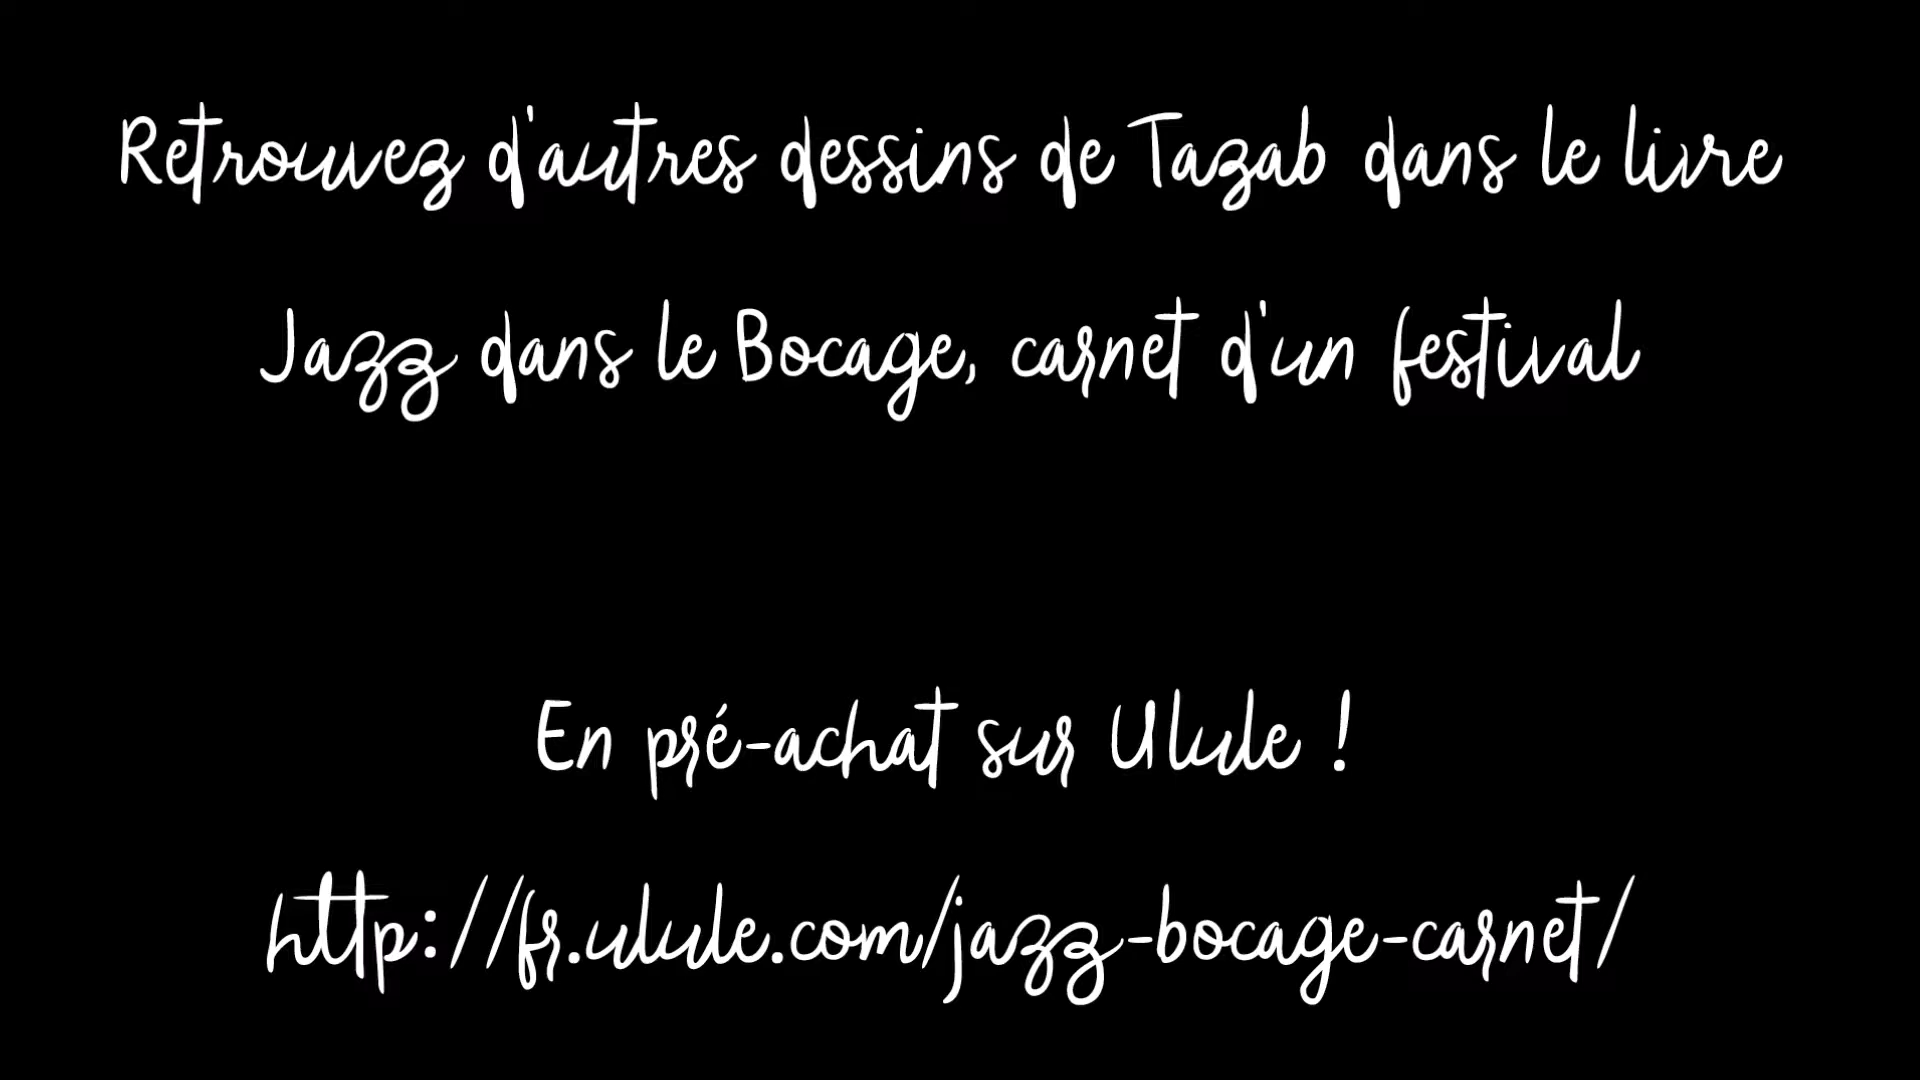 Retrouvez d'autres dessins de Tazab dans le livre
Jazz dans le Bocage, carnet d'un festival
En pré-achat sur Ulule !
http://fr.ulule.com/jazz-bocage-carnet/